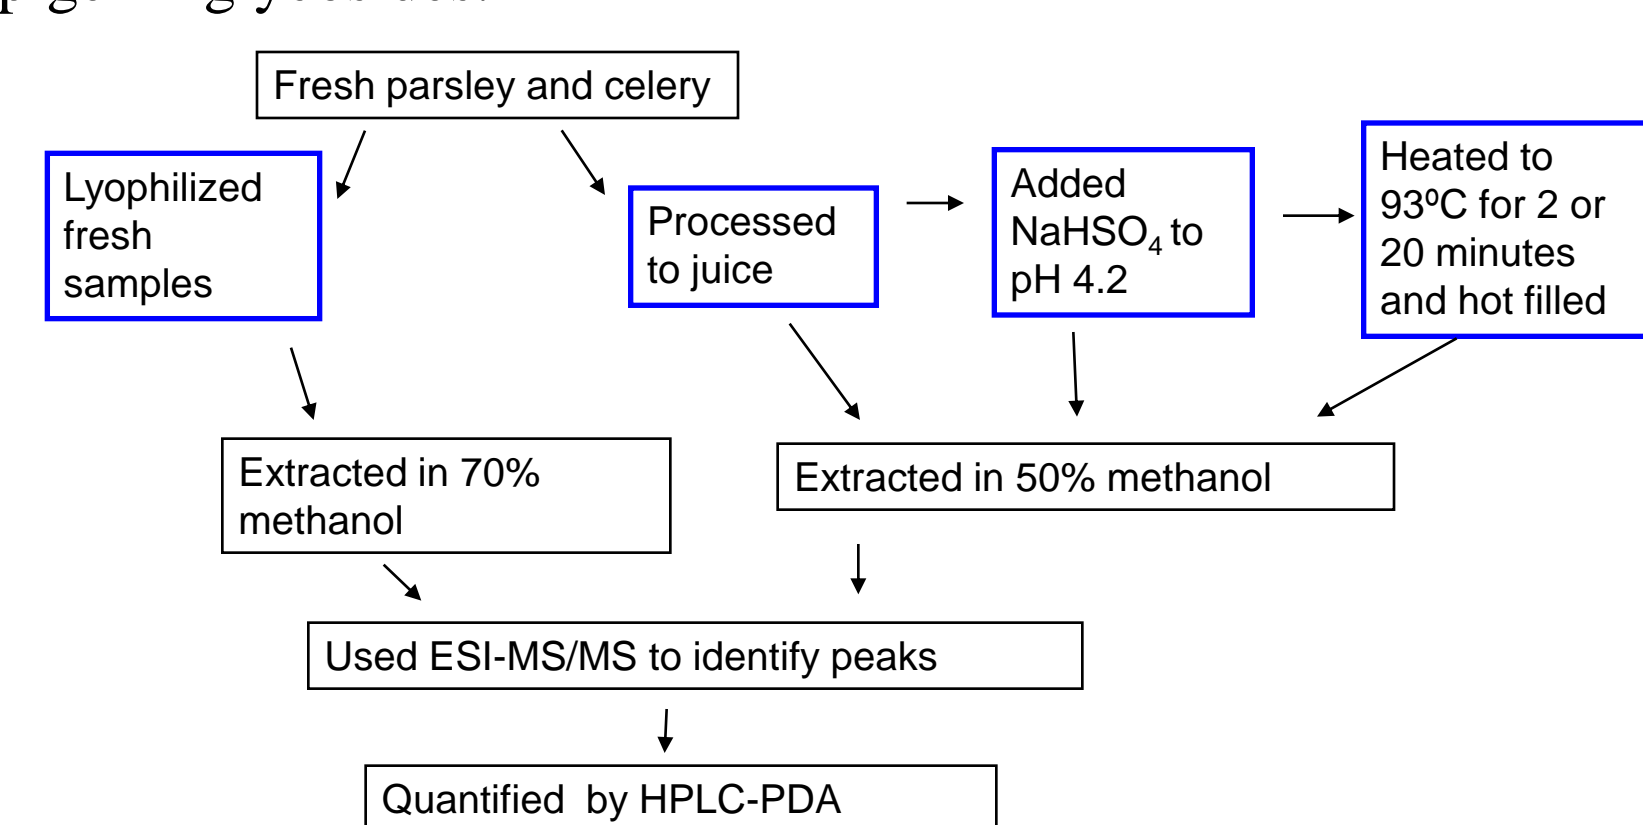 Fresh parsley and celery
Lyophilized
fresh
samples
Processed
to juice
Added
NaHSO₄ to
pH 4.2
Heated to
93ºC for 2 or
20 minutes
and hot filled
Extracted in 70%
methanol
Extracted in 50% methanol
Used ESI-MS/MS to identify peaks
Quantified  by HPLC-PDA